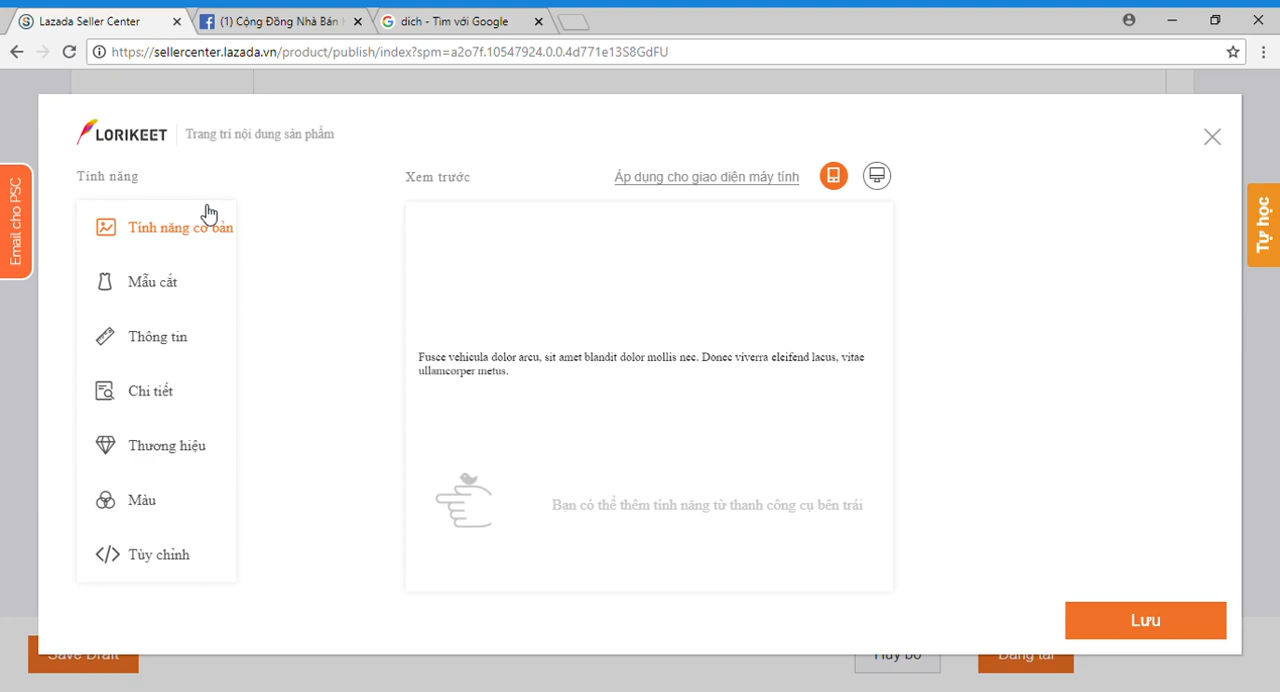 Lazada Seller Center
(1) Cộng Đồng Nhà Bán
dich - Tìm với Google
https://sellercenter.lazada.vn/product/publish/index?spm=a2o7f.10547924.0.0.4d771e13S8GdFU
LORIKEET
Trang trí nội dung sản phẩm
Tính năng
Xem trước
Áp dụng cho giao diện máy tính
Email cho PSC
Tự học
Tính năng cơ bản
Mẫu cắt
Thông tin
Chi tiết
Thương hiệu
Màu
Tùy chỉnh
Fusce vehicula dolor arcu, sit amet blandit dolor mollis nec. Donec viverra eleifend lacus, vitae
ullamcorper metus.
Bạn có thể thêm tính năng từ thanh công cụ bên trái
Lưu
Save Draft
Hủy bỏ
Đăng tải